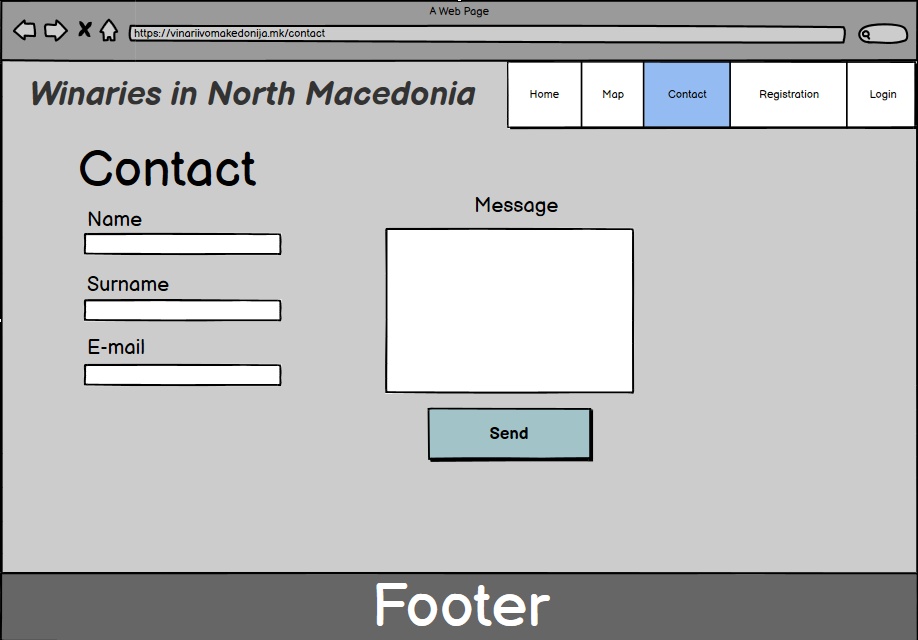 A Web Page
https://vinariivomakedonija.mk/contact
Winaries in North Macedonia
Home
Map
Contact
Registration
Login
Contact
Name
Surname
E-mail
Message
Send
Footer